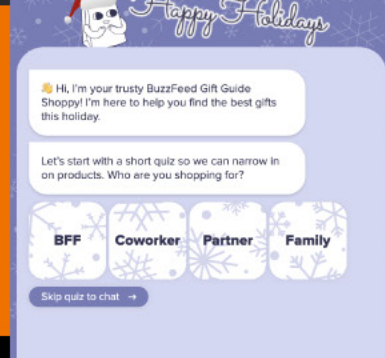 Happy Holidays
👋 Hi, I'm your trusty BuzzFeed Gift Guide
Shoppy! I'm here to help you find the best gifts
this holiday.
Let's start with a short quiz so we can narrow in
on products. Who are you shopping for?
BFF
Coworker
Partner
Family
Skip quiz to chat →